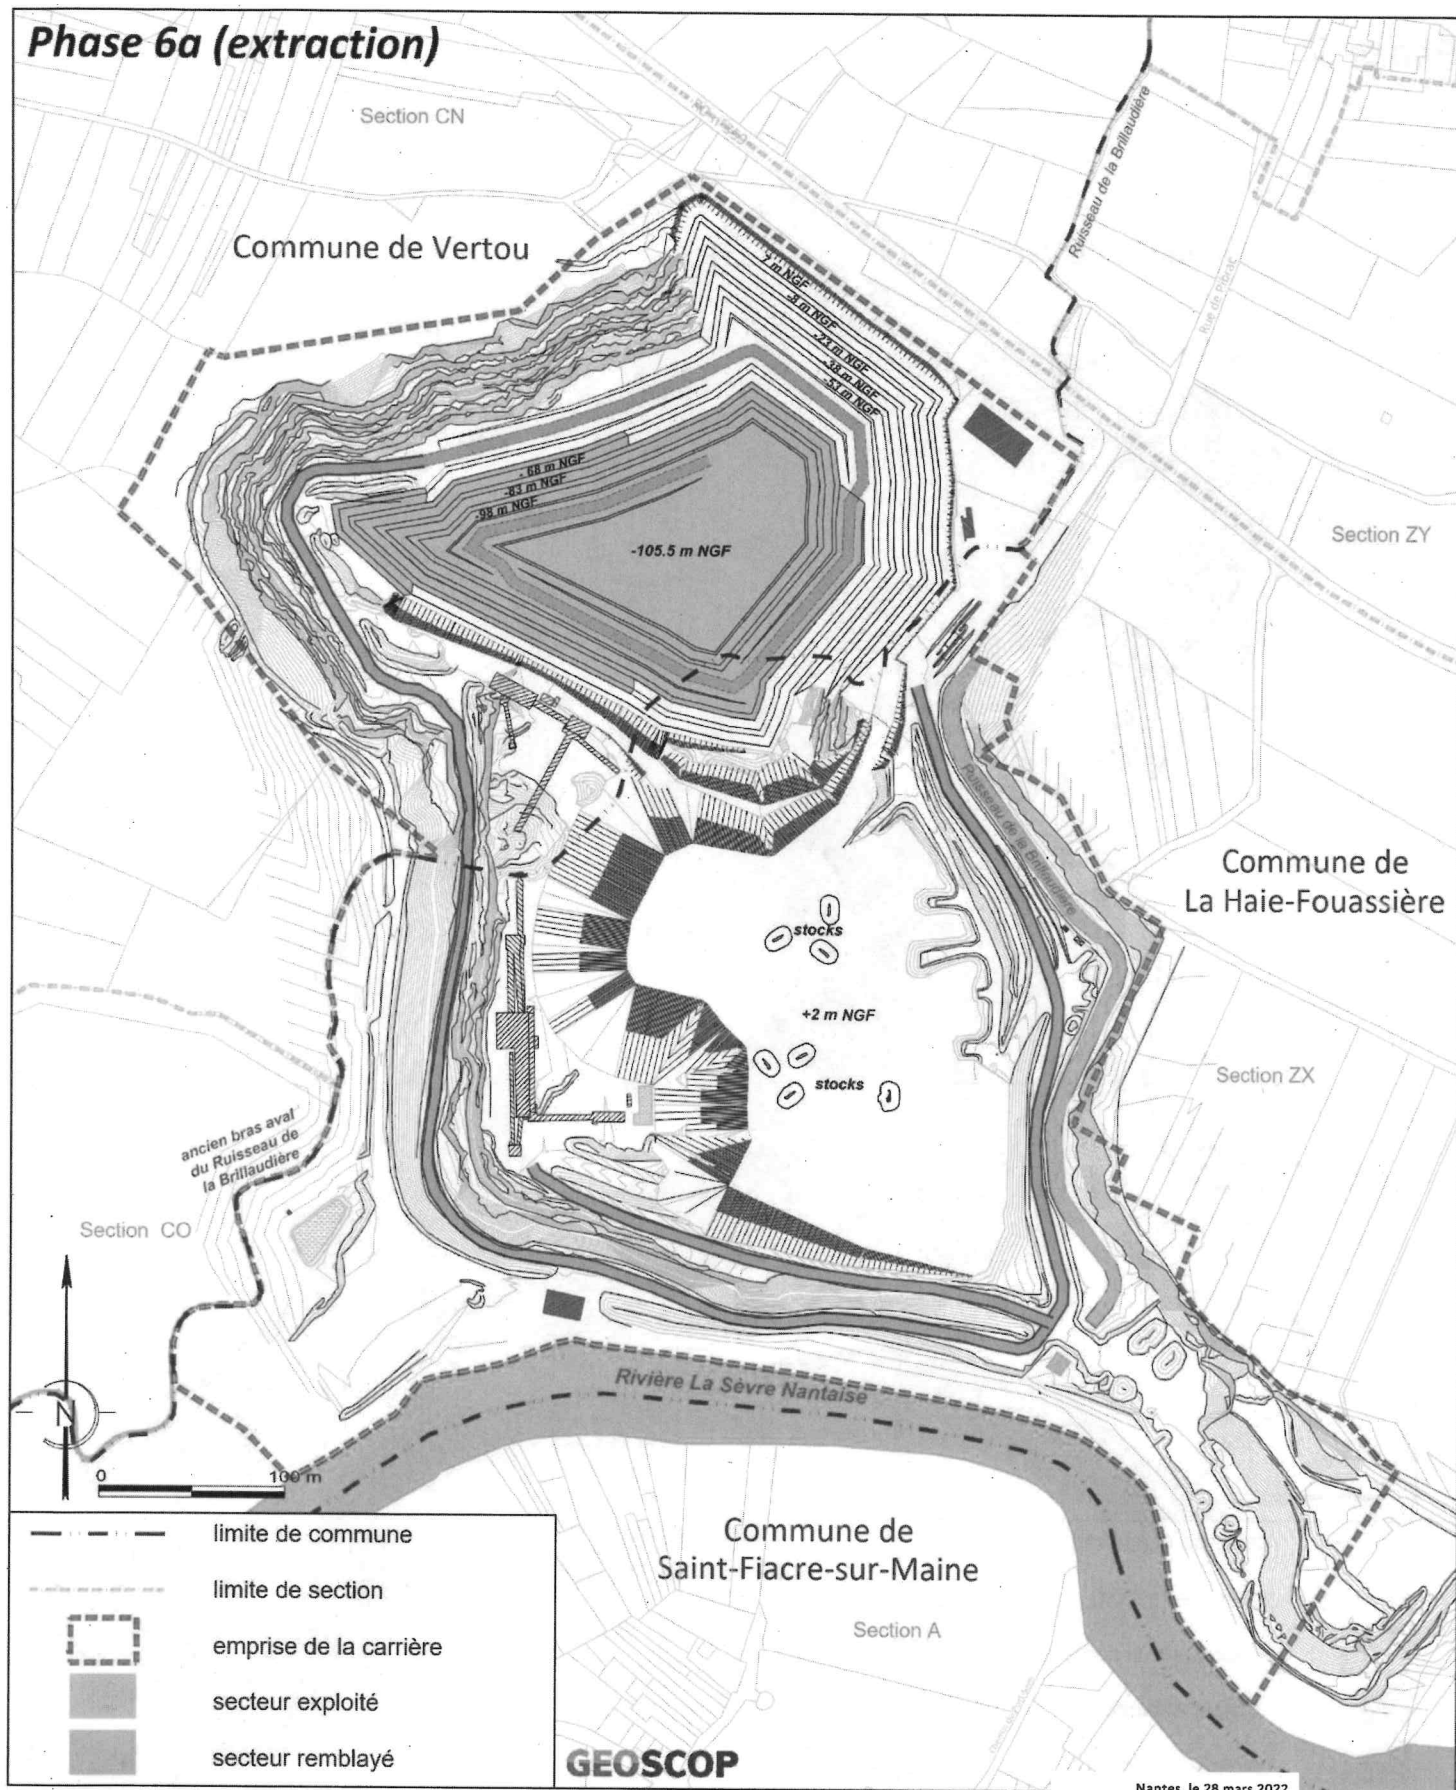 Phase 6a (extraction)
Section CN
Ruisseau de la Brillaudière
Commune de Vertou
Rue de Pibrac
7 m NGF
-8 m NGF
-23 m NGF
-38 m NGF
-53 m NGF
- 68 m NGF
-83 m NGF
-98 m NGF
-105.5 m NGF
Section ZY
Ruisseau de la Brillaudière
Commune de
La Haie-Fouassière
stocks
+2 m NGF
stocks
Section ZX
ancien bras aval
du Ruisseau de
la Brillaudière
Section CO
Rivière La Sèvre Nantaise
N
0
100 m
Commune de
Saint-Fiacre-sur-Maine
Section A
limite de commune
limite de section
emprise de la carrière
secteur exploité
secteur remblayé
GEOSCOP
Nantes, le 28 mars 2022